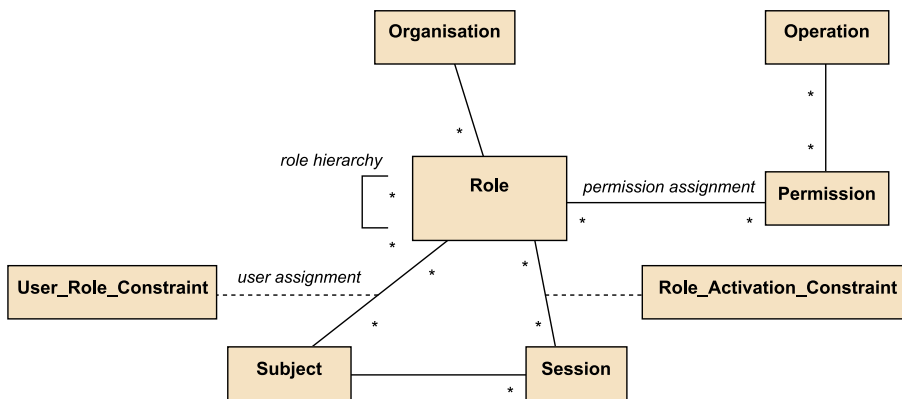 Organisation
Operation
*
*
*
role hierarchy
Role
permission assignment
Permission
*
*
*
*
*
User_Role_Constraint
user assignment
*
*
Role_Activation_Constraint
*
*
Subject
Session
*